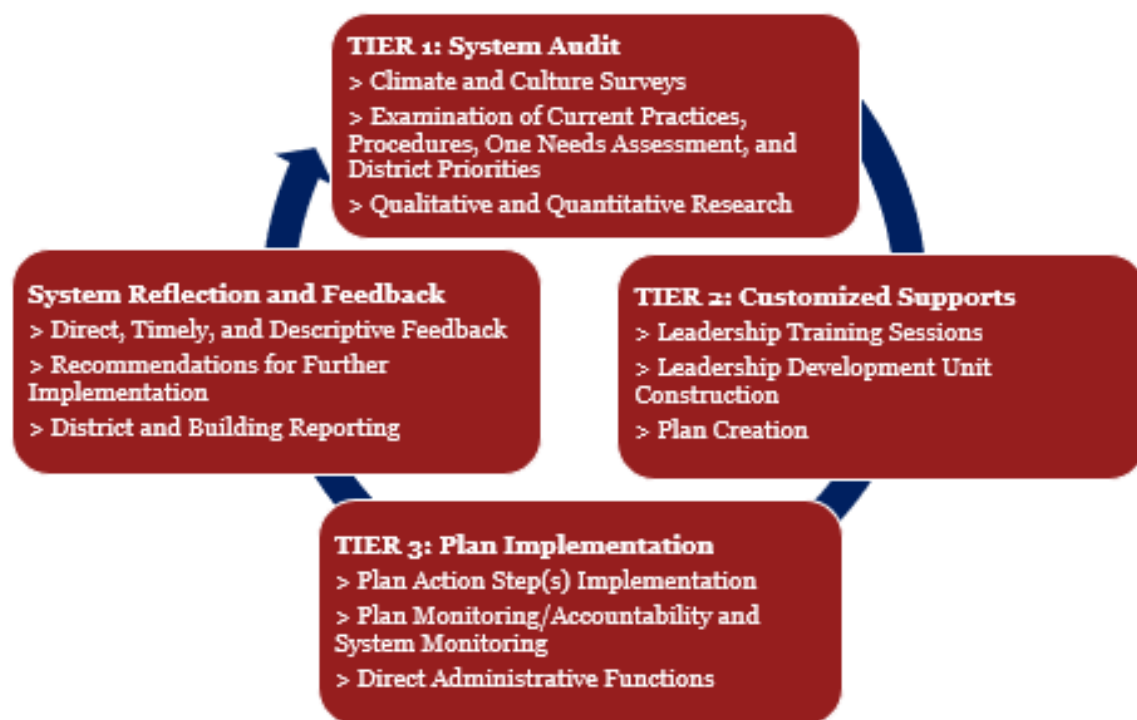 TIER 1: System Audit
> Climate and Culture Surveys
> Examination of Current Practices,
Procedures, One Needs Assessment, and
District Priorities
> Qualitative and Quantitative Research
TIER 2: Customized Supports
> Leadership Training Sessions
> Leadership Development Unit
Construction
> Plan Creation
TIER 3: Plan Implementation
> Plan Action Step(s) Implementation
> Plan Monitoring/Accountability and
System Monitoring
> Direct Administrative Functions
System Reflection and Feedback
> Direct, Timely, and Descriptive Feedback
> Recommendations for Further
Implementation
> District and Building Reporting